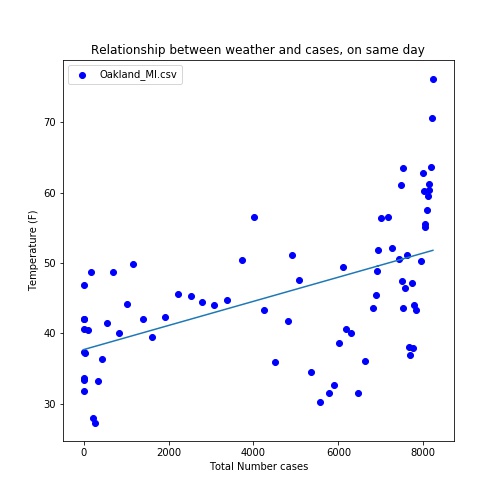 Relationship between weather and cases, on same day
Oakland_MI.csv
70
60
50
40
30
Temperature (F)
0 2000 4000 6000 8000
Total Number cases